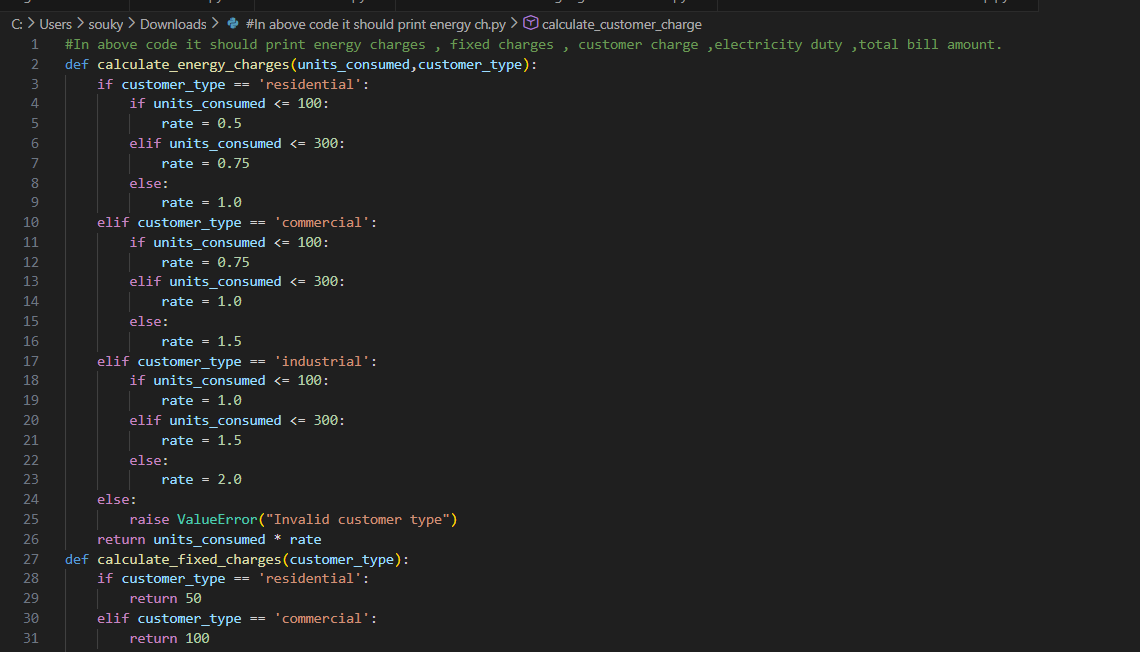 C: > Users > souky > Downloads > #In above code it should print energy ch.py > calculate_customer_charge
1 #In above code it should print energy charges , fixed charges , customer charge ,electricity duty ,total bill amount.
2 def calculate_energy_charges(units_consumed,customer_type):
3     if customer_type == 'residential':
4         if units_consumed <= 100:
5             rate = 0.5
6         elif units_consumed <= 300:
7             rate = 0.75
8         else:
9             rate = 1.0
10     elif customer_type == 'commercial':
11         if units_consumed <= 100:
12             rate = 0.75
13         elif units_consumed <= 300:
14             rate = 1.0
15         else:
16             rate = 1.5
17     elif customer_type == 'industrial':
18         if units_consumed <= 100:
19             rate = 1.0
20         elif units_consumed <= 300:
21             rate = 1.5
22         else:
23             rate = 2.0
24     else:
25         raise ValueError("Invalid customer type")
26     return units_consumed * rate
27 def calculate_fixed_charges(customer_type):
28     if customer_type == 'residential':
29         return 50
30     elif customer_type == 'commercial':
31         return 100